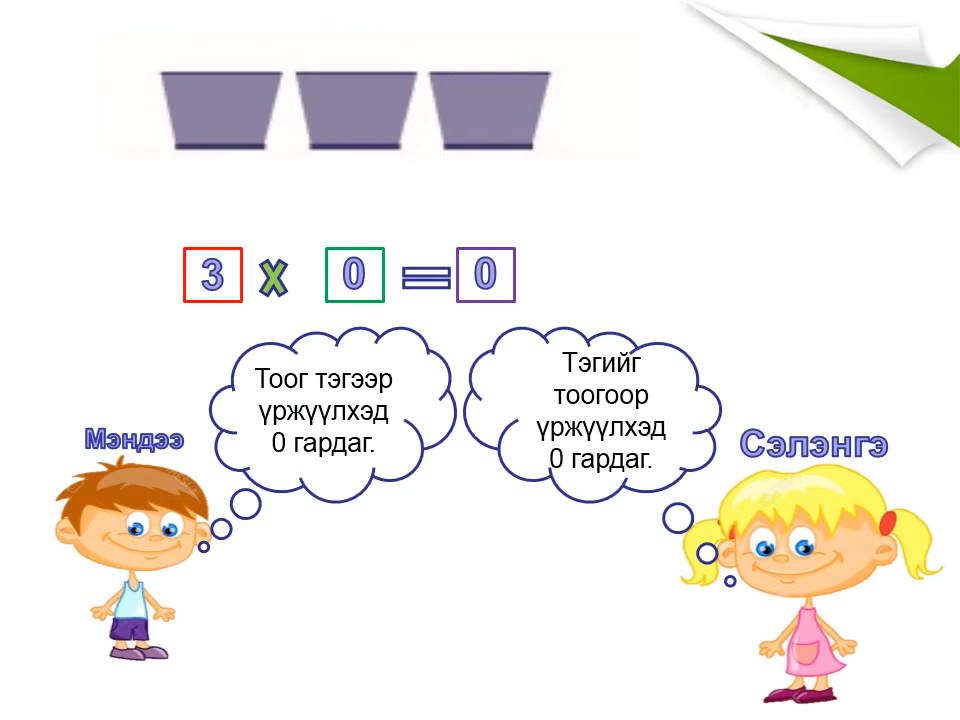 3 x 0 = 0
Тоог тэгээр
үржүүлхэд
0 гардаг.
Тэгийг
тоогоор
үржүүлхэд
0 гардаг.
Мэндээ
Сэлэнгэ